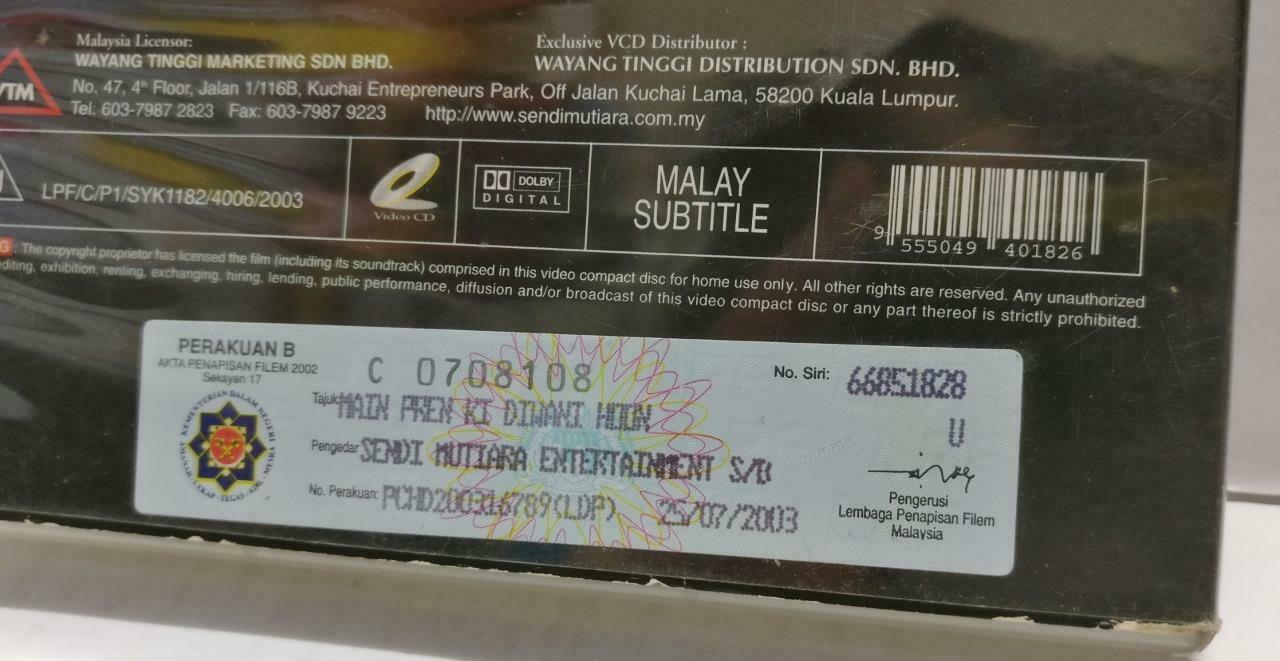 Malaysia Licensor:
WAYANG TINGGI MARKETING SDN BHD.
Exclusive VCD Distributor :
WAYANG TINGGI DISTRIBUTION SDN. BHD.
No. 47, 4th Floor, Jalan 1/116B, Kuchai Entrepreneurs Park, Off Jalan Kuchai Lama, 58200 Kuala Lumpur.
Tel: 603-7987 2823 Fax: 603-7987 9223 http://www.sendimutiara.com.my
LPF/C/P1/SYK1182/4006/2003
Video CD
DOLBY
DIGITAL
MALAY
SUBTITLE
9 555049 401826
: The copyright proprietor has licensed the film (including its soundtrack) comprised in this video compact disc for home use only. All other rights are reserved. Any unauthorized
exhibition, renting, exchanging, hiring, lending, public performance, diffusion and/or broadcast of this video compact disc or any part thereof is strictly prohibited.
PERAKUAN B
AKTA PENAPISAN FILEM 2002
Seksyen 17
KEMENTERIAN DALAM NEGERI
C 0708108
No. Siri: 66851828
U
Tajuk: MAIN PREN KI DIWANI HOON
Pengedar SENDI MUTIARA ENTERTAINMENT S/B
No. Perakuan: PCHD200316789(LDP) 25/07/2003
Pengerusi
Lembaga Penapisan Filem
Malaysia